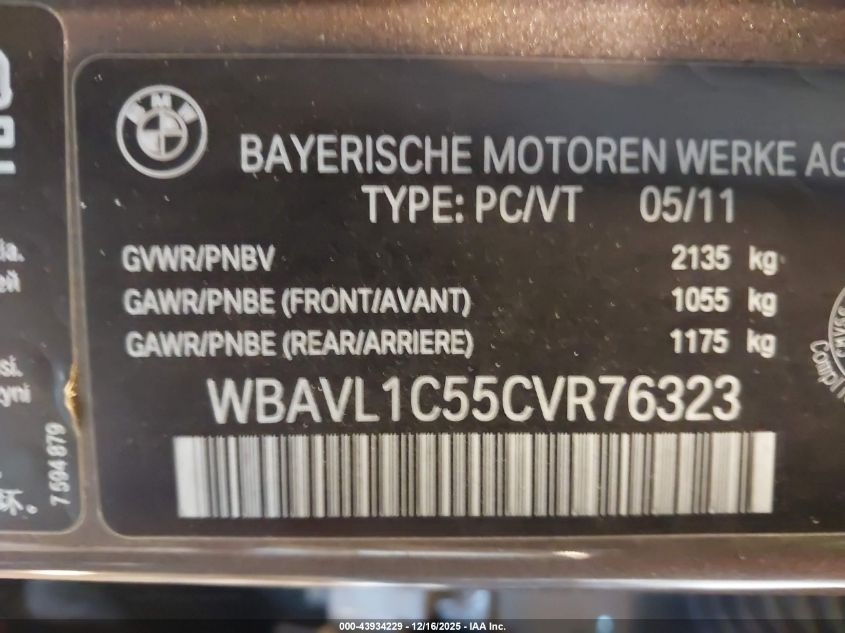 BMW
BAYERISCHE MOTOREN WERKE AG
TYPE: PC/VT 05/11
GVWR/PNBV 2135 kg
GAWR/PNBE (FRONT/AVANT) 1055 kg
GAWR/PNBE (REAR/ARRIERE) 1175 kg
WBAVL1C55CVR76323
7 594 879
000-43934229 - 12/16/2025 - IAA Inc.